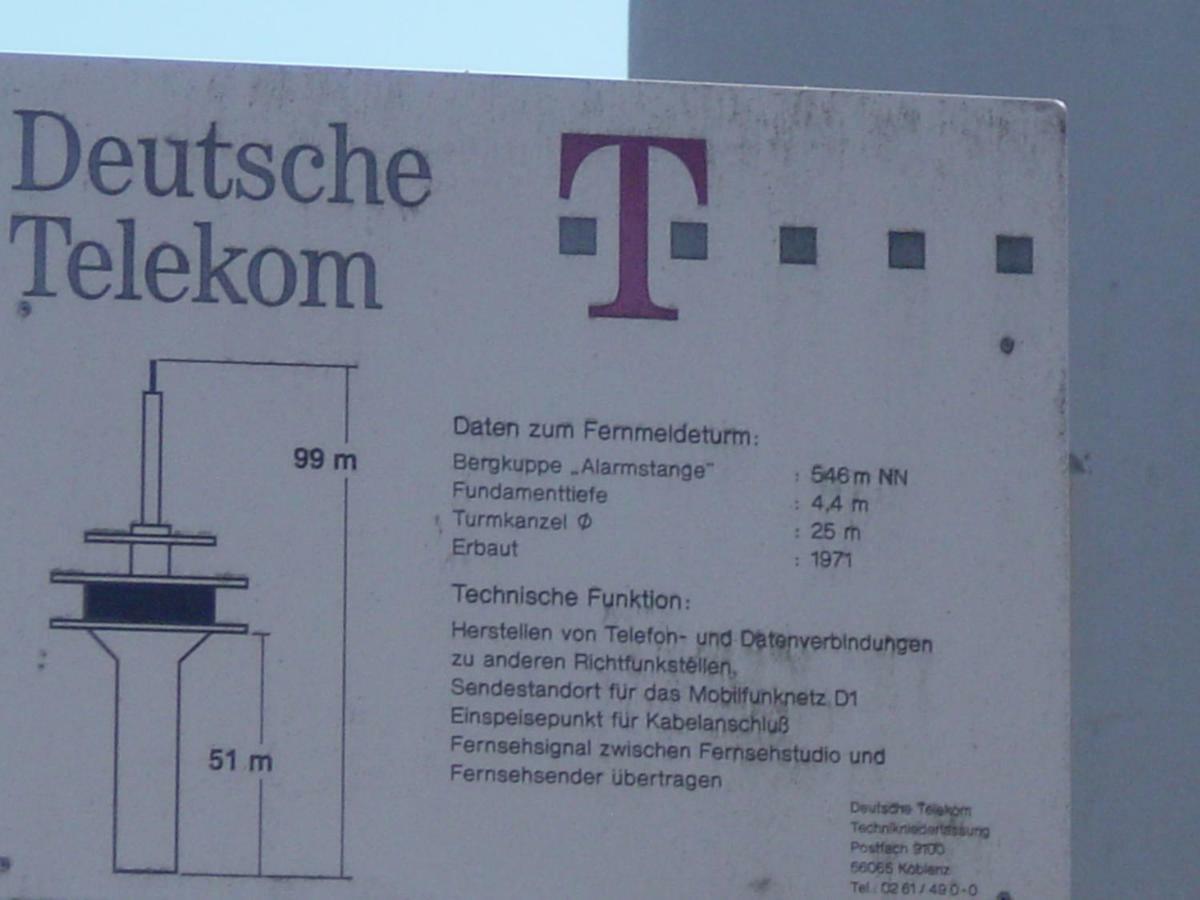 Deutsche
Telekom
T
99 m
51 m
Daten zum Fernmeldeturm:
Bergkuppe „Alarmstange" : 546 m NN
Fundamenttiefe : 4,4 m
Turmkanzel Ø : 25 m
Erbaut : 1971
Technische Funktion:
Herstellen von Telefon- und Datenverbindungen
zu anderen Richtfunkstellen,
Sendestandort für das Mobilfunknetz D1
Einspeisepunkt für Kabelanschluß
Fernsehsignal zwischen Fernsehstudio und
Fernsehsender übertragen
Deutsche Telekom
Technikniederlassung
Postfach 9100
56065 Koblenz
Tel.: 02 61 / 49 0-0